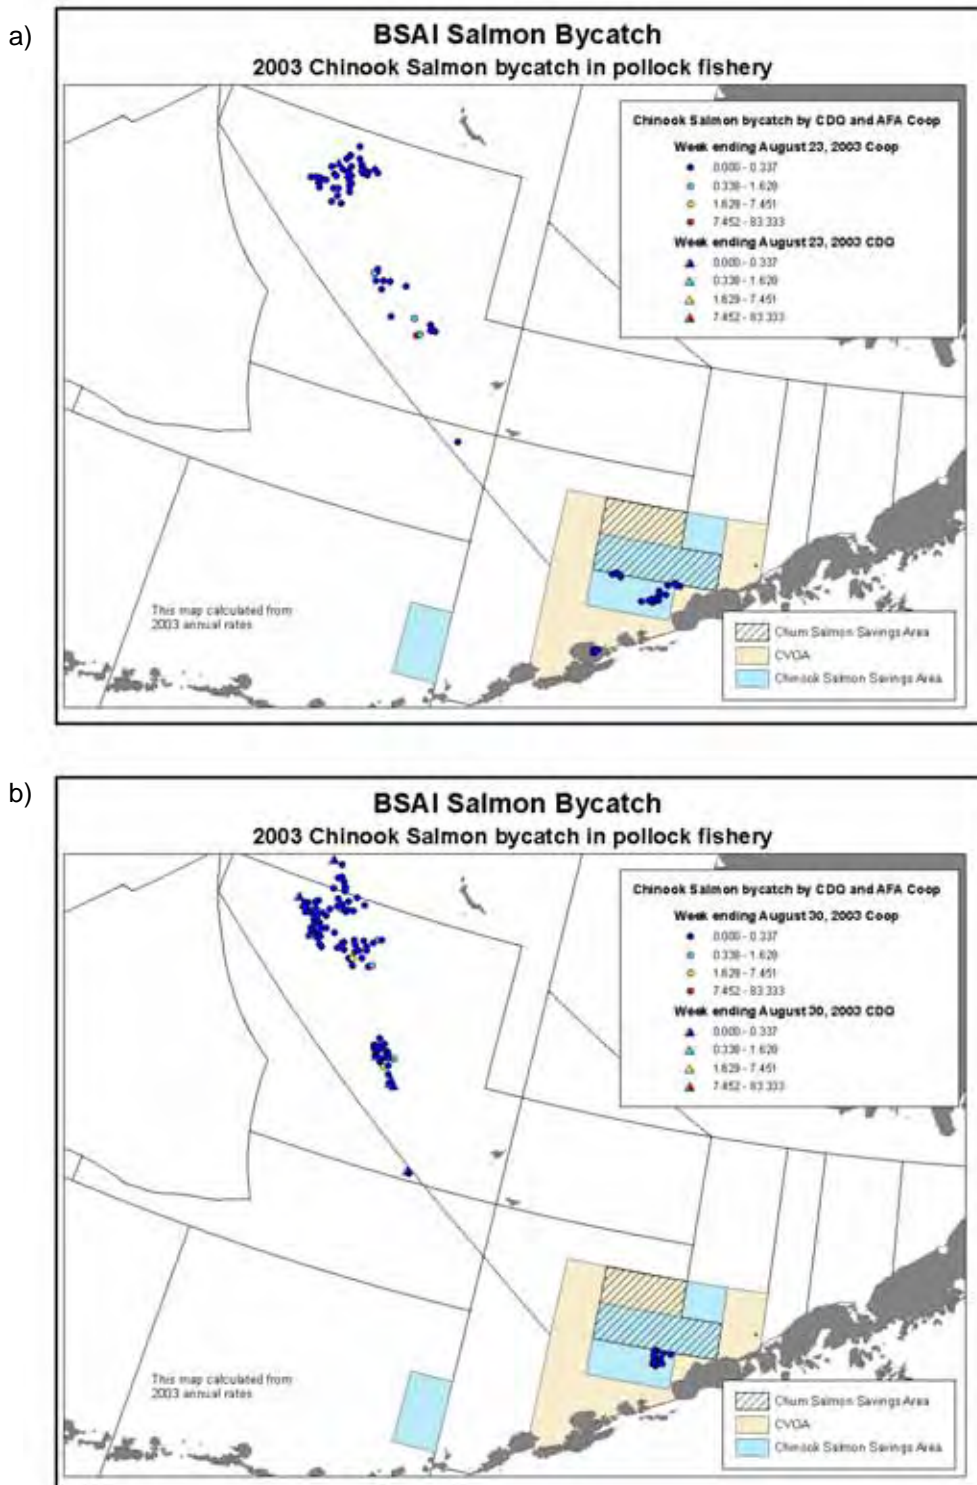 a)
BSAI Salmon Bycatch
2003 Chinook Salmon bycatch in pollock fishery
Chinook Salmon bycatch by CDQ and AFA Coop
Week ending August 23, 2003 Coop
0.000 - 0.337
0.338 - 1.628
1.628 - 7.451
7.452 - 83.333
Week ending August 23, 2003 CDQ
0.000 - 0.337
0.338 - 1.628
1.629 - 7.451
7.452 - 83.333
This map calculated from
2003 annual rates
Chum Salmon Savings Area
CVOA
Chinook Salmon Savings Area
b)
BSAI Salmon Bycatch
2003 Chinook Salmon bycatch in pollock fishery
Chinook Salmon bycatch by CDQ and AFA Coop
Week ending August 30, 2003 Coop
0.000 - 0.337
0.338 - 1.628
1.628 - 7.451
7.452 - 83.333
Week ending August 30, 2003 CDQ
0.000 - 0.337
0.338 - 1.628
1.629 - 7.451
7.452 - 83.333
This map calculated from
2003 annual rates
Chum Salmon Savings Area
CVOA
Chinook Salmon Savings Area